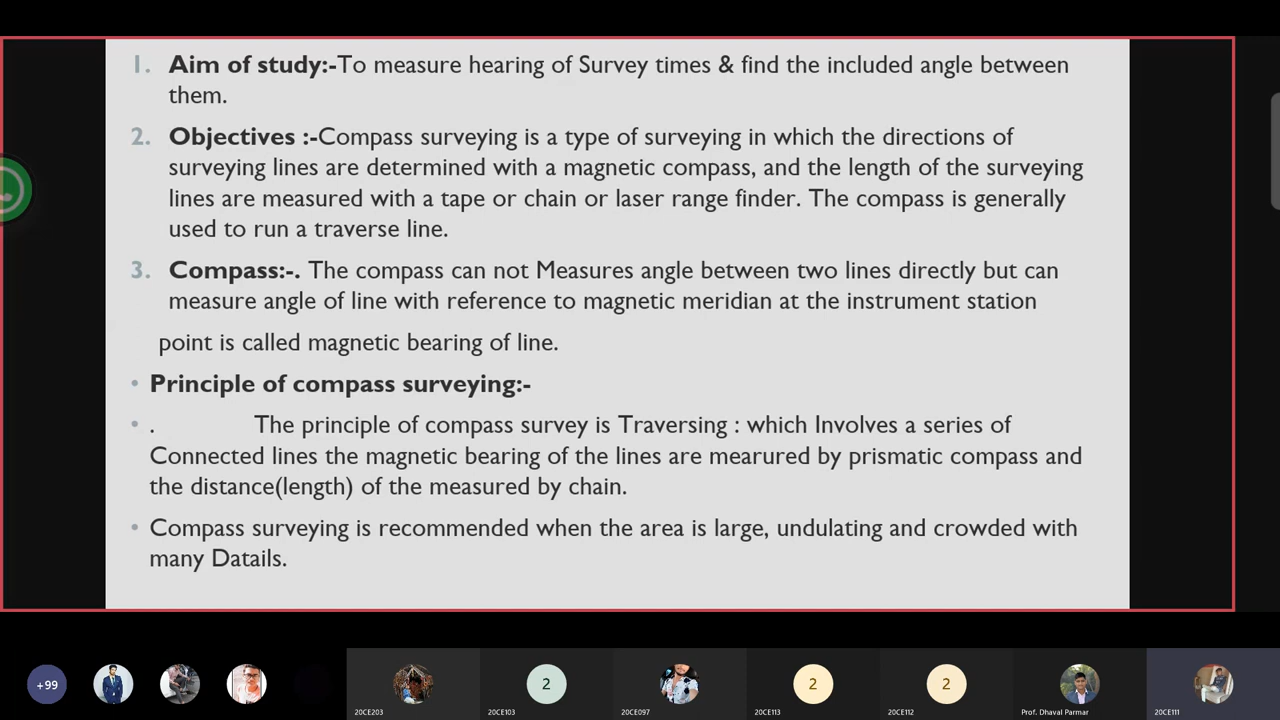 1. Aim of study:-To measure hearing of Survey times & find the included angle between
them.
2. Objectives :-Compass surveying is a type of surveying in which the directions of
surveying lines are determined with a magnetic compass, and the length of the surveying
lines are measured with a tape or chain or laser range finder. The compass is generally
used to run a traverse line.
3. Compass:-. The compass can not Measures angle between two lines directly but can
measure angle of line with reference to magnetic meridian at the instrument station
point is called magnetic bearing of line.
• Principle of compass surveying:-
• . The principle of compass survey is Traversing : which Involves a series of
Connected lines the magnetic bearing of the lines are mearured by prismatic compass and
the distance(length) of the measured by chain.
• Compass surveying is recommended when the area is large, undulating and crowded with
many Datails.
+99 2 2 2
20CE203 20CE103 20CE097 20CE113 20CE112 Prof. Dhaval Parmar 20CE111